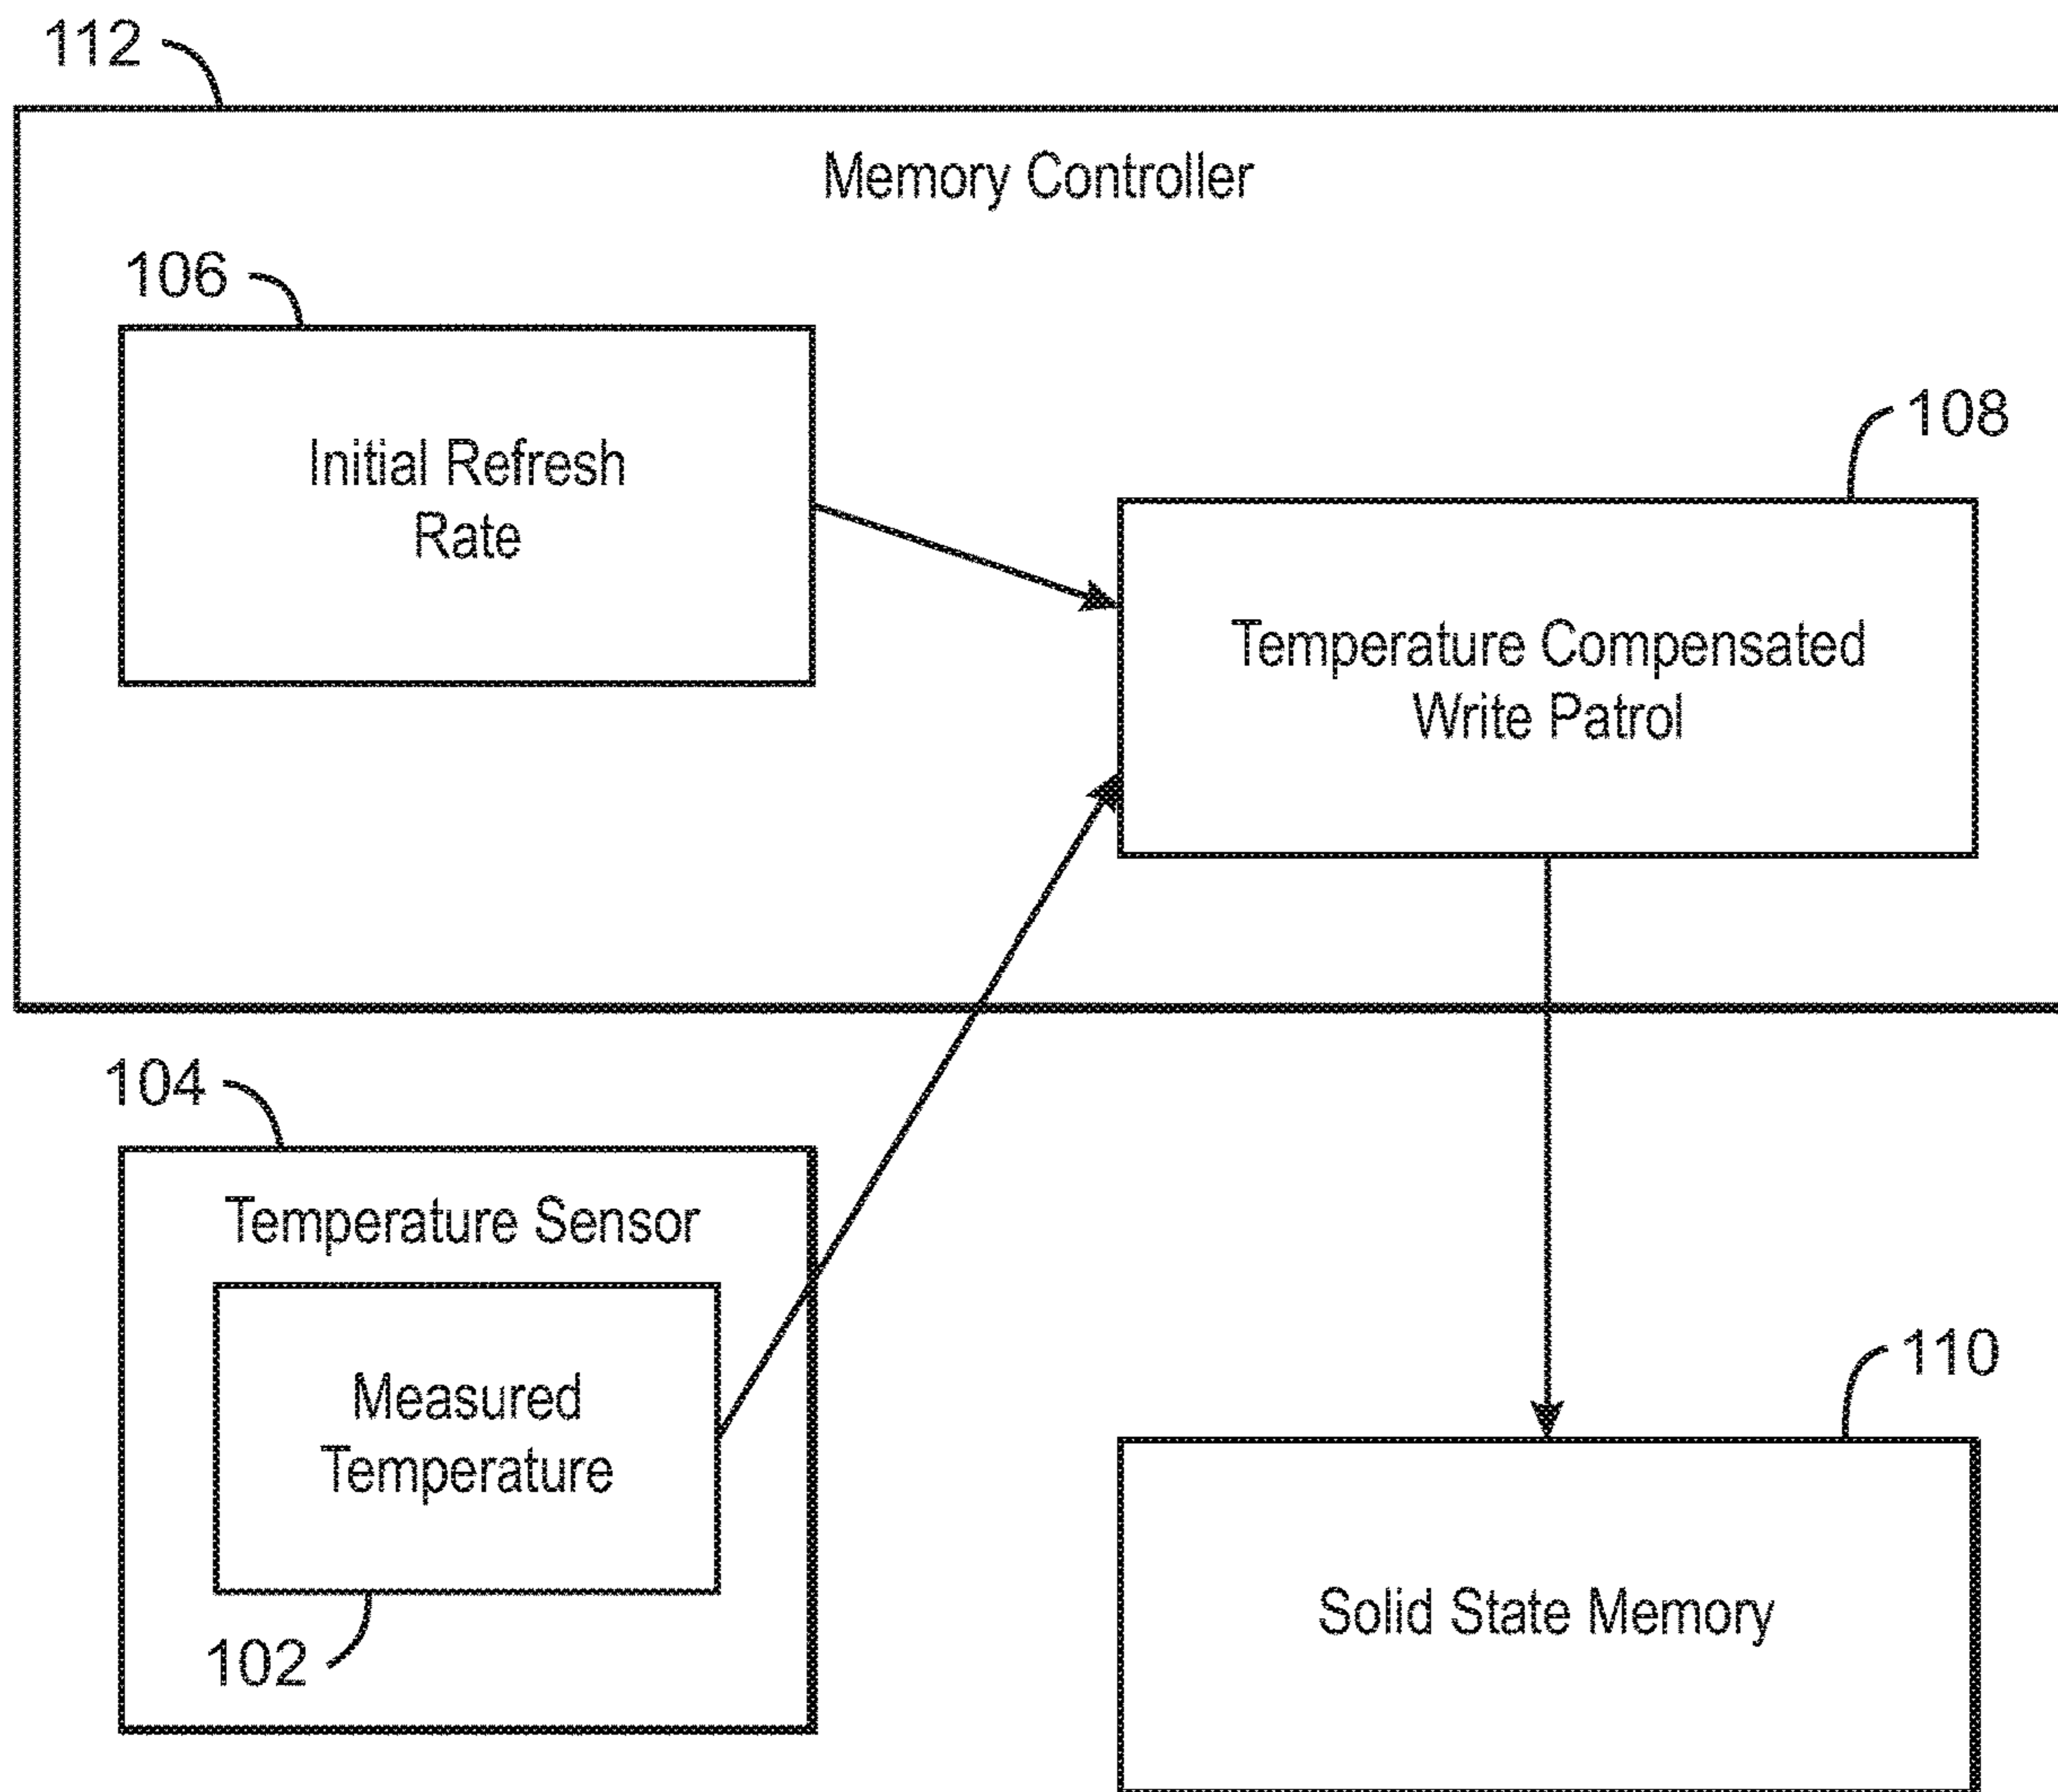 112
Memory Controller
106
Initial Refresh
Rate
108
Temperature Compensated
Write Patrol
104
Temperature Sensor
Measured
Temperature
102
110
Solid State Memory